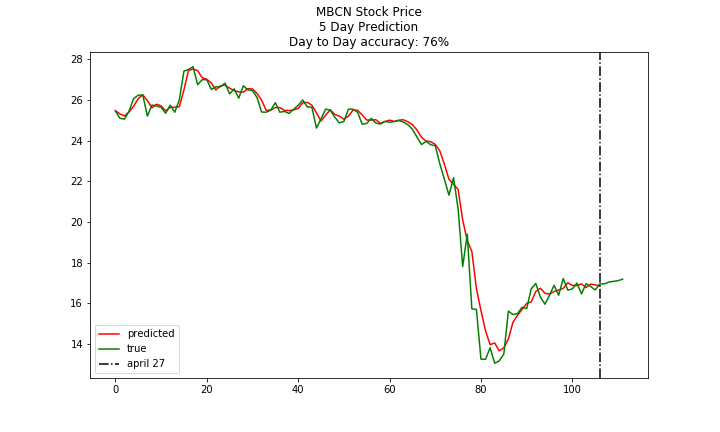 MBCN Stock Price
5 Day Prediction
Day to Day accuracy: 76%
28
26
24
22
20
18
16
14
predicted
true
april 27
0
20
40
60
80
100